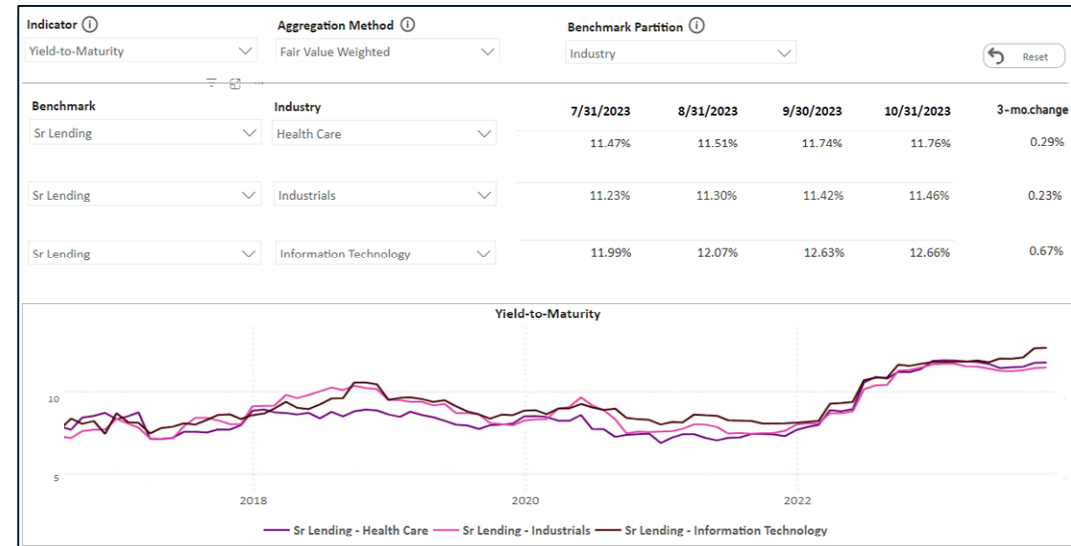 Indicator Aggregation Method Benchmark Partition
Yield-to-Maturity Fair Value Weighted Industry Reset
Benchmark Industry 7/31/2023 8/31/2023 9/30/2023 10/31/2023 3-mo.change
Sr Lending Health Care 11.47% 11.51% 11.74% 11.76% 0.29%
Sr Lending Industrials 11.23% 11.30% 11.42% 11.46% 0.23%
Sr Lending Information Technology 11.99% 12.07% 12.63% 12.66% 0.67%
Yield-to-Maturity
10
5
2018 2020 2022
Sr Lending - Health Care Sr Lending - Industrials Sr Lending - Information Technology